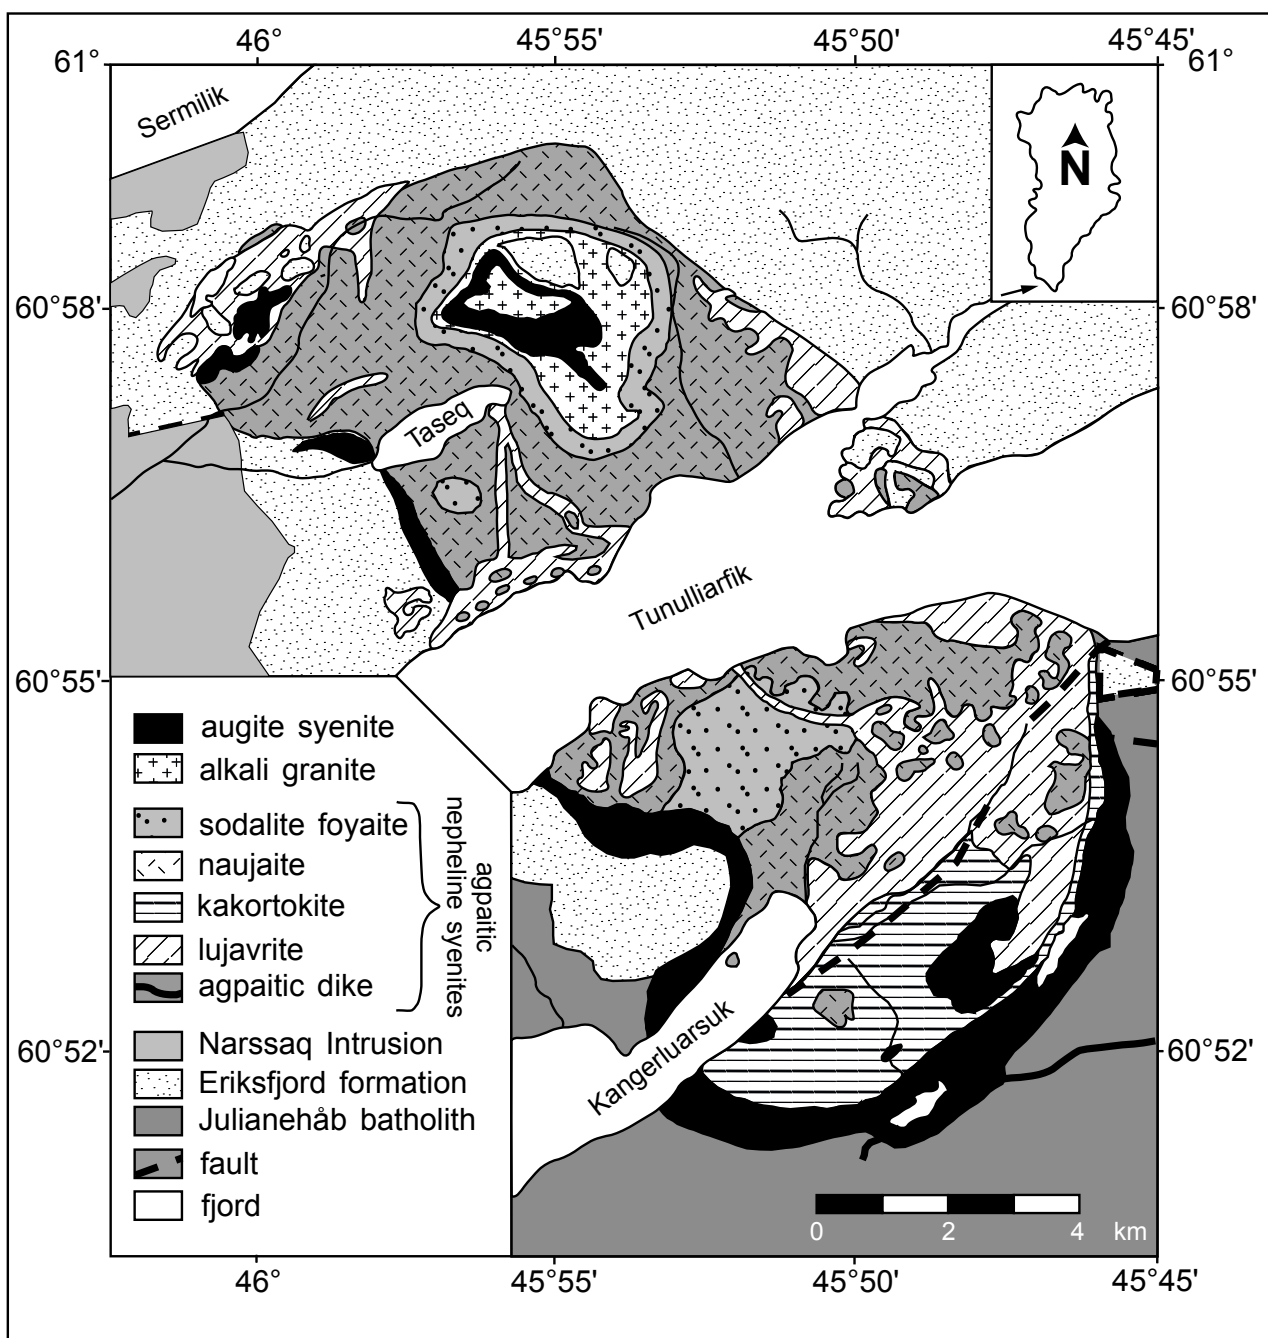 46° 45°55' 45°50' 45°45'
61° 61°
Sermilik
N
60°58' 60°58'
Taseq
Tunulliarfik
60°55' 60°55'
augite syenite
alkali granite
sodalite foyaite
naujaite
kakortokite
lujavrite
agpaitic dike
agpaitic
nepheline syenites
Narssaq Intrusion
Eriksfjord formation
Julianehåb batholith
fault
fjord
60°52' 60°52'
Kangerluarsuk
0 2 4 km
46° 45°55' 45°50' 45°45'